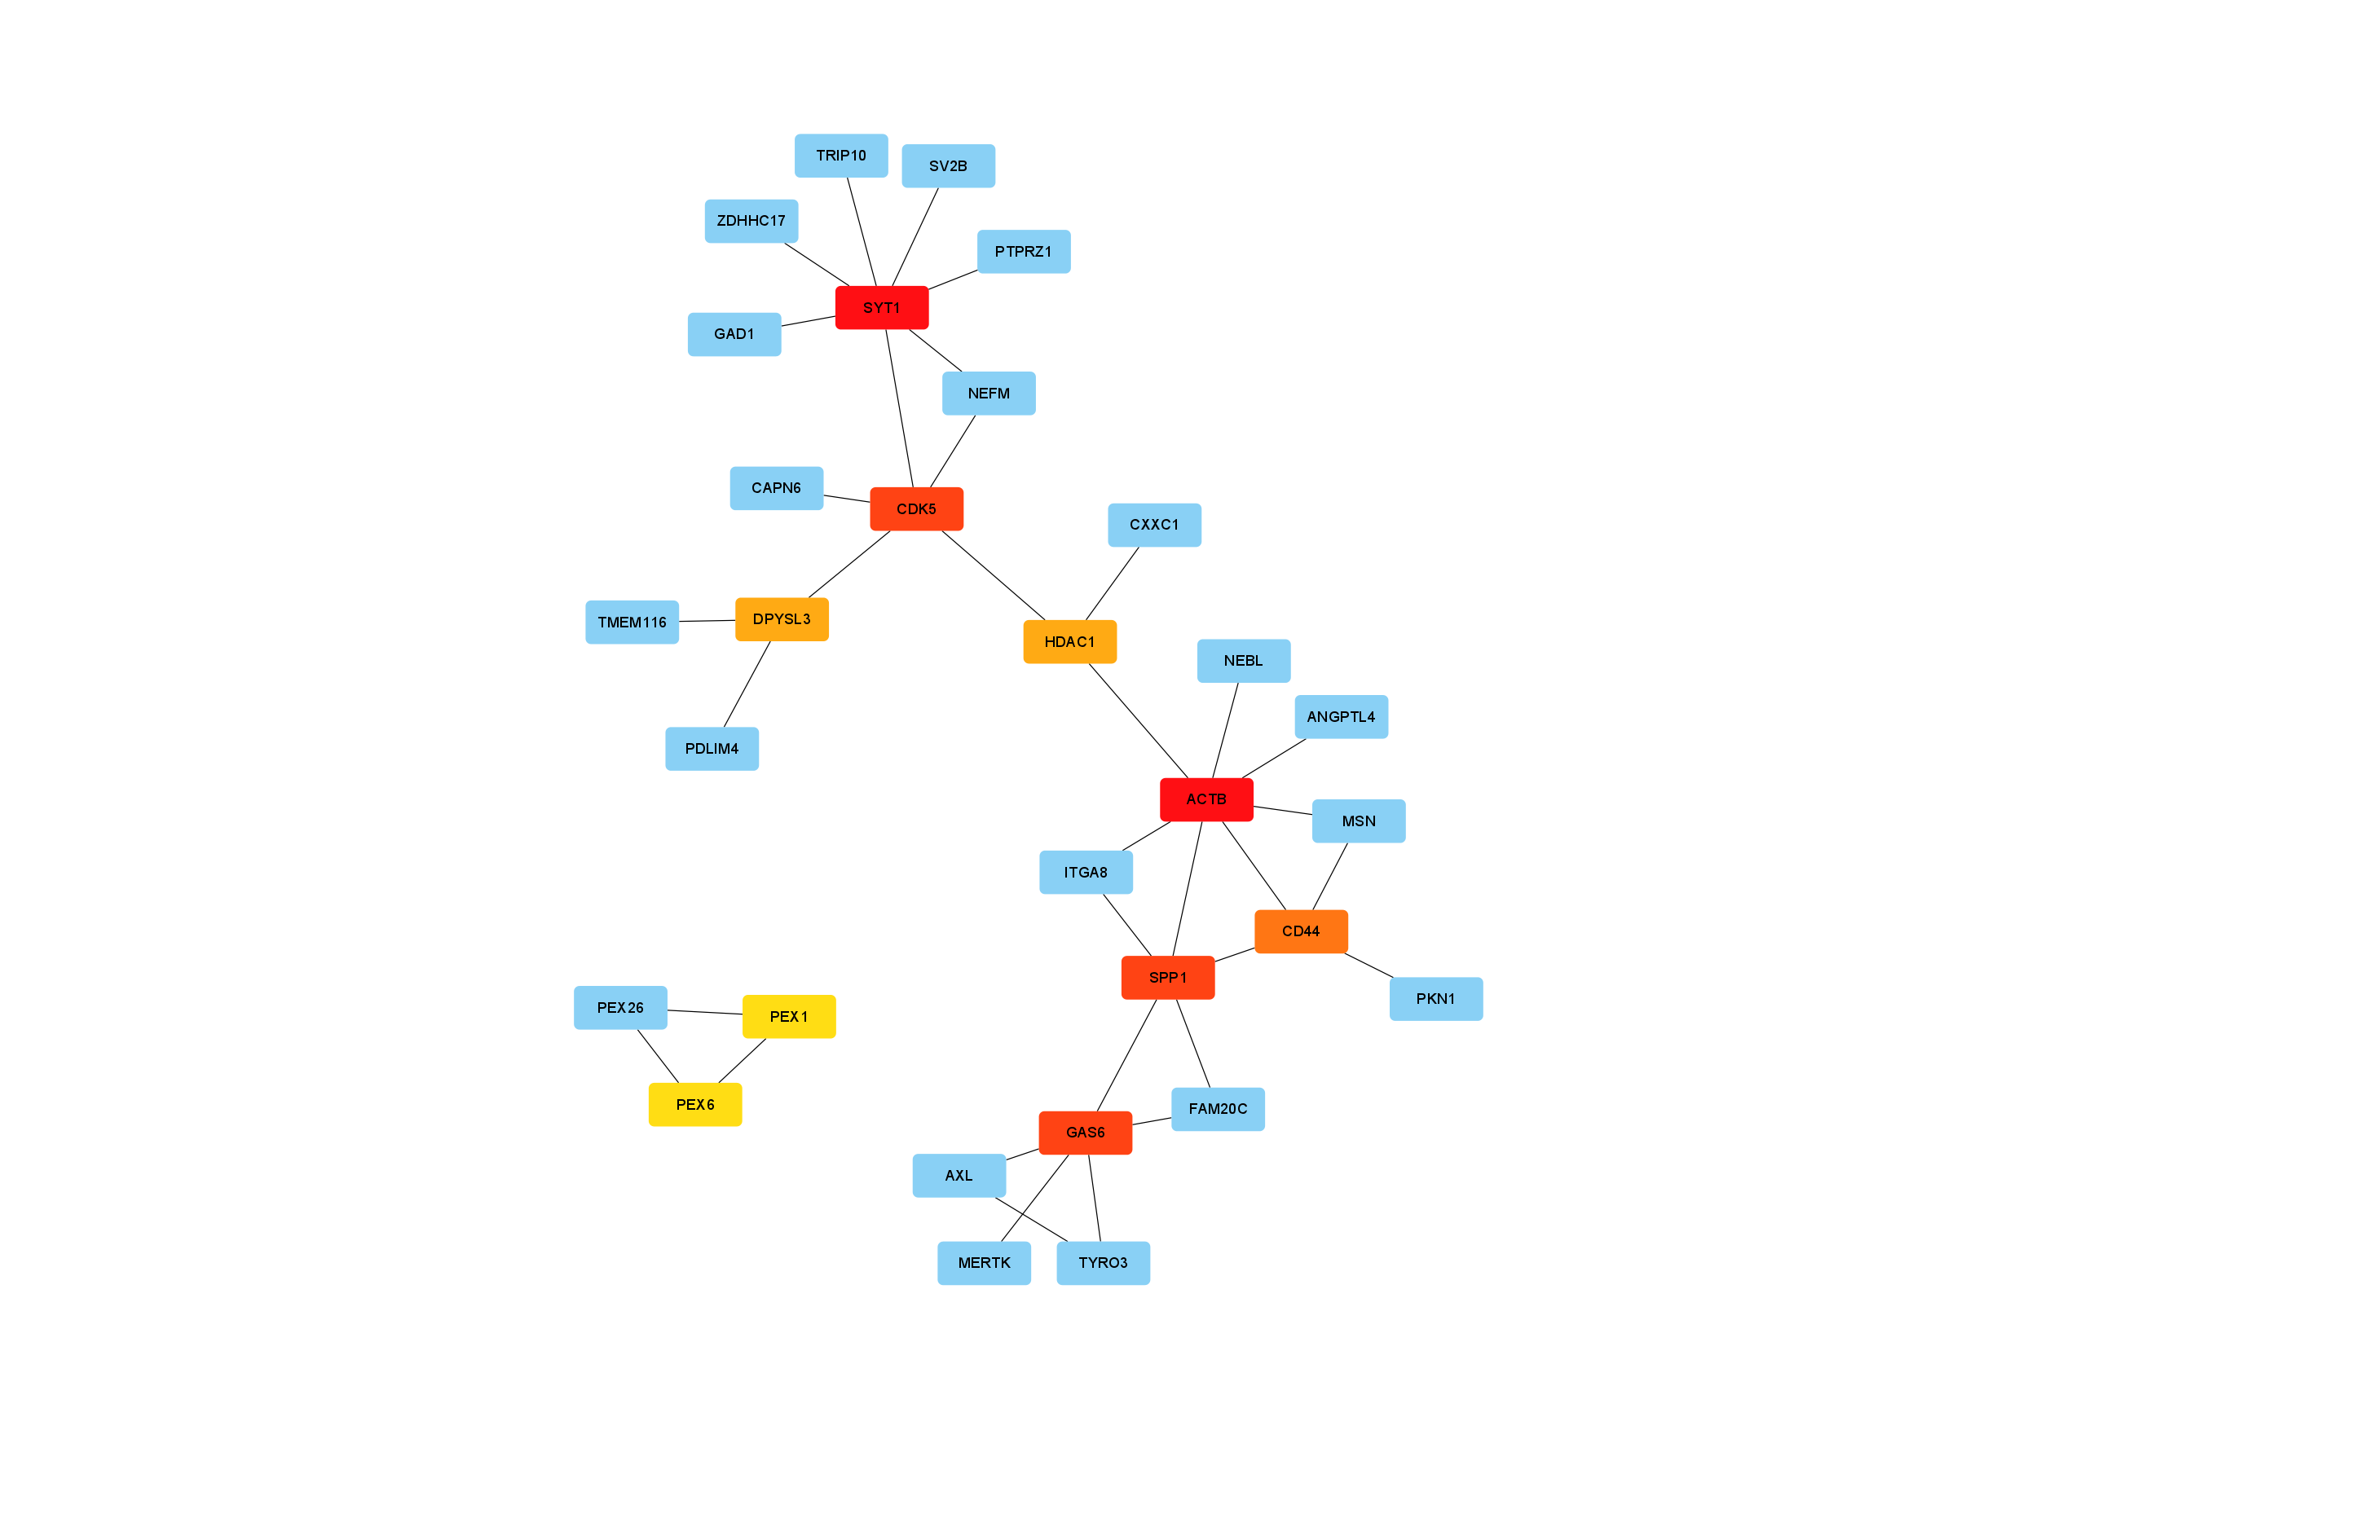 TRIP10
SV2B
ZDHHC17
PTPRZ1
SYT1
GAD1
NEFM
CAPN6
CDK5
CXXC1
TMEM116
DPYSL3
HDAC1
NEBL
ANGPTL4
PDLIM4
ACTB
MSN
ITGA8
CD44
SPP1
PKN1
PEX26
PEX1
PEX6
FAM20C
GAS6
AXL
MERTK
TYRO3